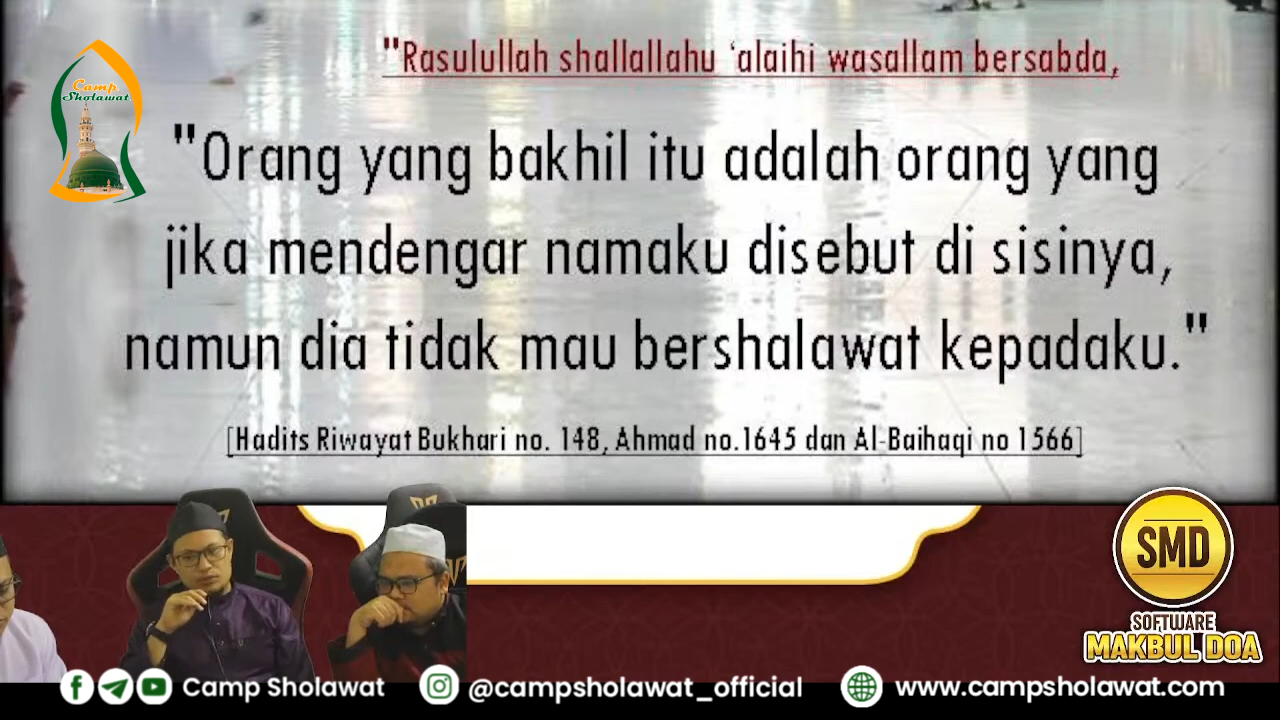 Camp
Sholawat
"Rasulullah shallallahu ‘alaihi wasallam bersabda,
"Orang yang bakhil itu adalah orang yang
jika mendengar namaku disebut di sisinya,
namun dia tidak mau bershalawat kepadaku."
[Hadits Riwayat Bukhari no. 148, Ahmad no.1645 dan Al-Baihaqi no 1566]
SMD
SOFTWARE
MAKBUL DOA
Camp Sholawat
@campsholawat_official
www.campsholawat.com